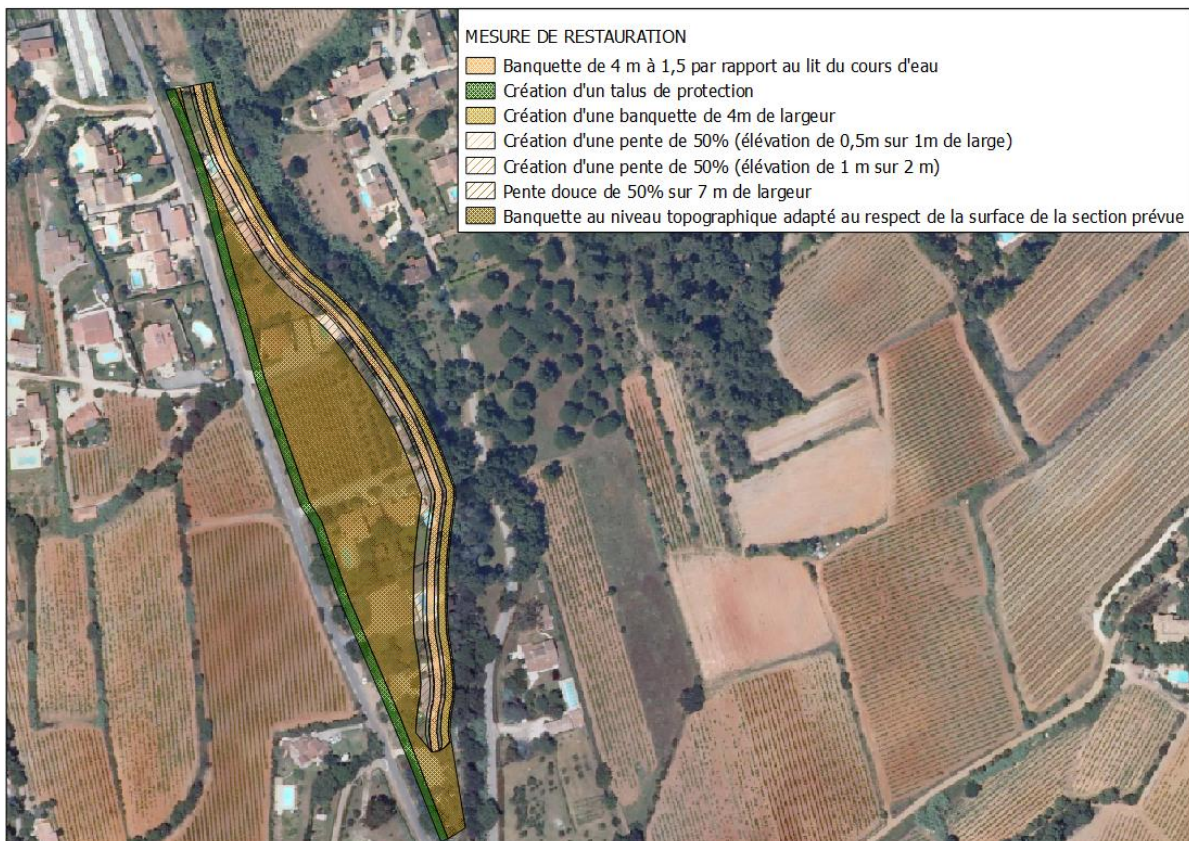 MESURE DE RESTAURATION
Banquette de 4 m à 1,5 par rapport au lit du cours d'eau
Création d'un talus de protection
Création d'une banquette de 4m de largeur
Création d'une pente de 50% (élévation de 0,5m sur 1m de large)
Création d'une pente de 50% (élévation de 1 m sur 2 m)
Pente douce de 50% sur 7 m de largeur
Banquette au niveau topographique adapté au respect de la surface de la section prévue